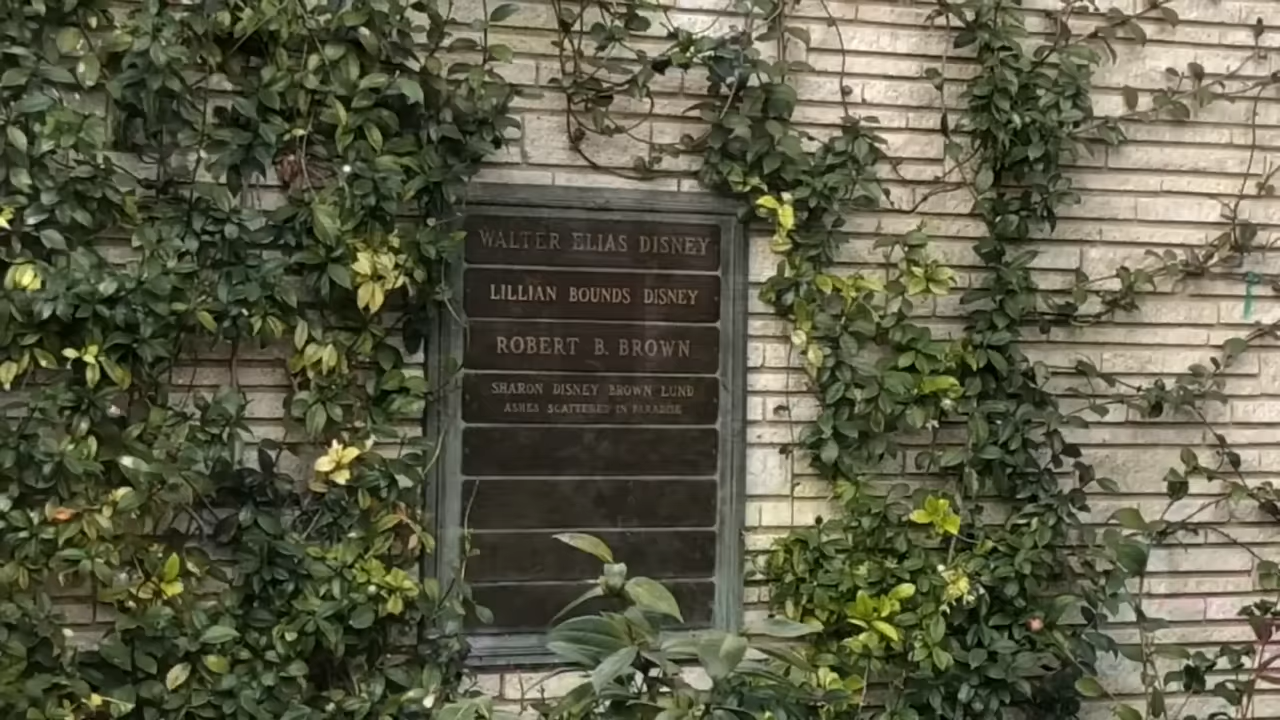 WALTER ELIAS DISNEY
LILLIAN BOUNDS DISNEY
ROBERT B. BROWN
SHARON DISNEY BROWN LUND
ASHES SCATTERED IN PARADISE